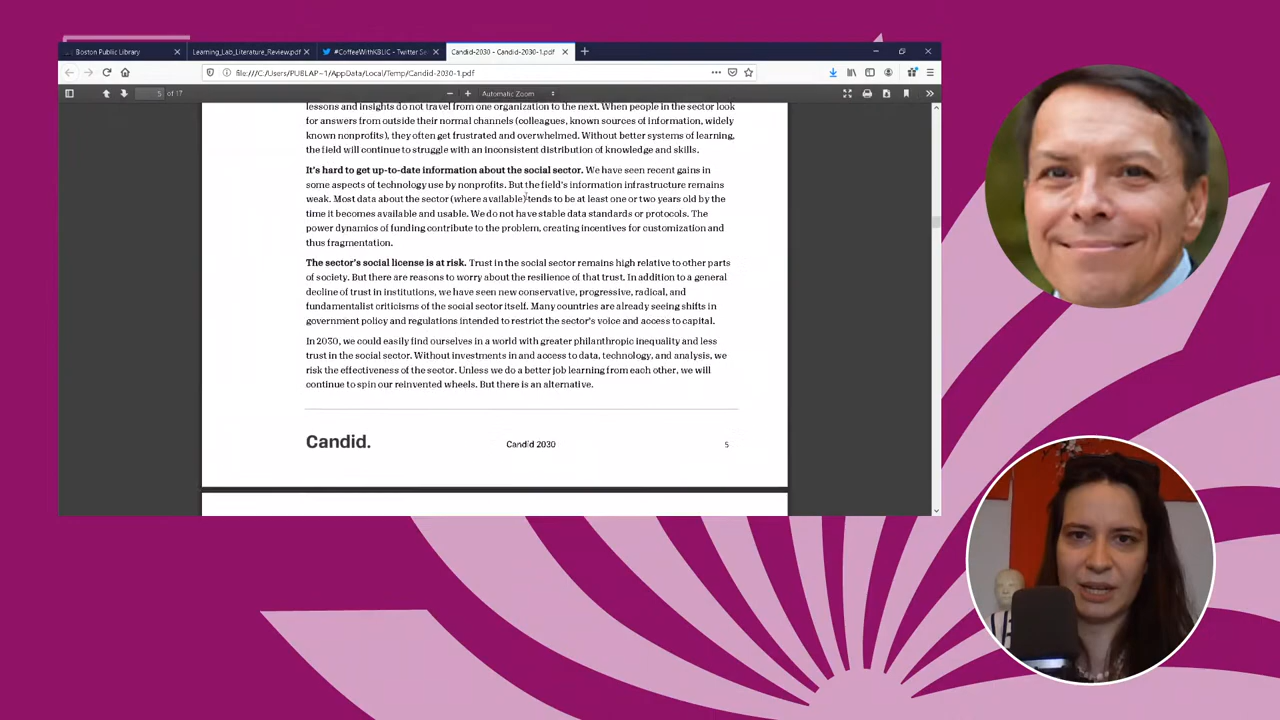 Boston Public Library
Learning_Lab_Literature_Review.pdf
#CoffeeWithKBLIC - Twitter Se
Candid-2030 - Candid-2030-1.pdf
file:///C:/Users/PUBLAP~1/AppData/Local/Temp/Candid-2030-1.pdf
5 of 17
Automatic Zoom
lessons and insights do not travel from one organization to the next. When people in the sector look
for answers from outside their normal channels (colleagues, known sources of information, widely
known nonprofits), they often get frustrated and overwhelmed. Without better systems of learning,
the field will continue to struggle with an inconsistent distribution of knowledge and skills.
It's hard to get up-to-date information about the social sector. We have seen recent gains in
some aspects of technology use by nonprofits. But the field's information infrastructure remains
weak. Most data about the sector (where available) tends to be at least one or two years old by the
time it becomes available and usable. We do not have stable data standards or protocols. The
power dynamics of funding contribute to the problem, creating incentives for customization and
thus fragmentation.
The sector's social license is at risk. Trust in the social sector remains high relative to other parts
of society. But there are reasons to worry about the resilience of that trust. In addition to a general
decline of trust in institutions, we have seen new conservative, progressive, radical, and
fundamentalist criticisms of the social sector itself. Many countries are already seeing shifts in
government policy and regulations intended to restrict the sector's voice and access to capital.
In 2030, we could easily find ourselves in a world with greater philanthropic inequality and less
trust in the social sector. Without investments in and access to data, technology, and analysis, we
risk the effectiveness of the sector. Unless we do a better job learning from each other, we will
continue to spin our reinvented wheels. But there is an alternative.
Candid.
Candid 2030
5